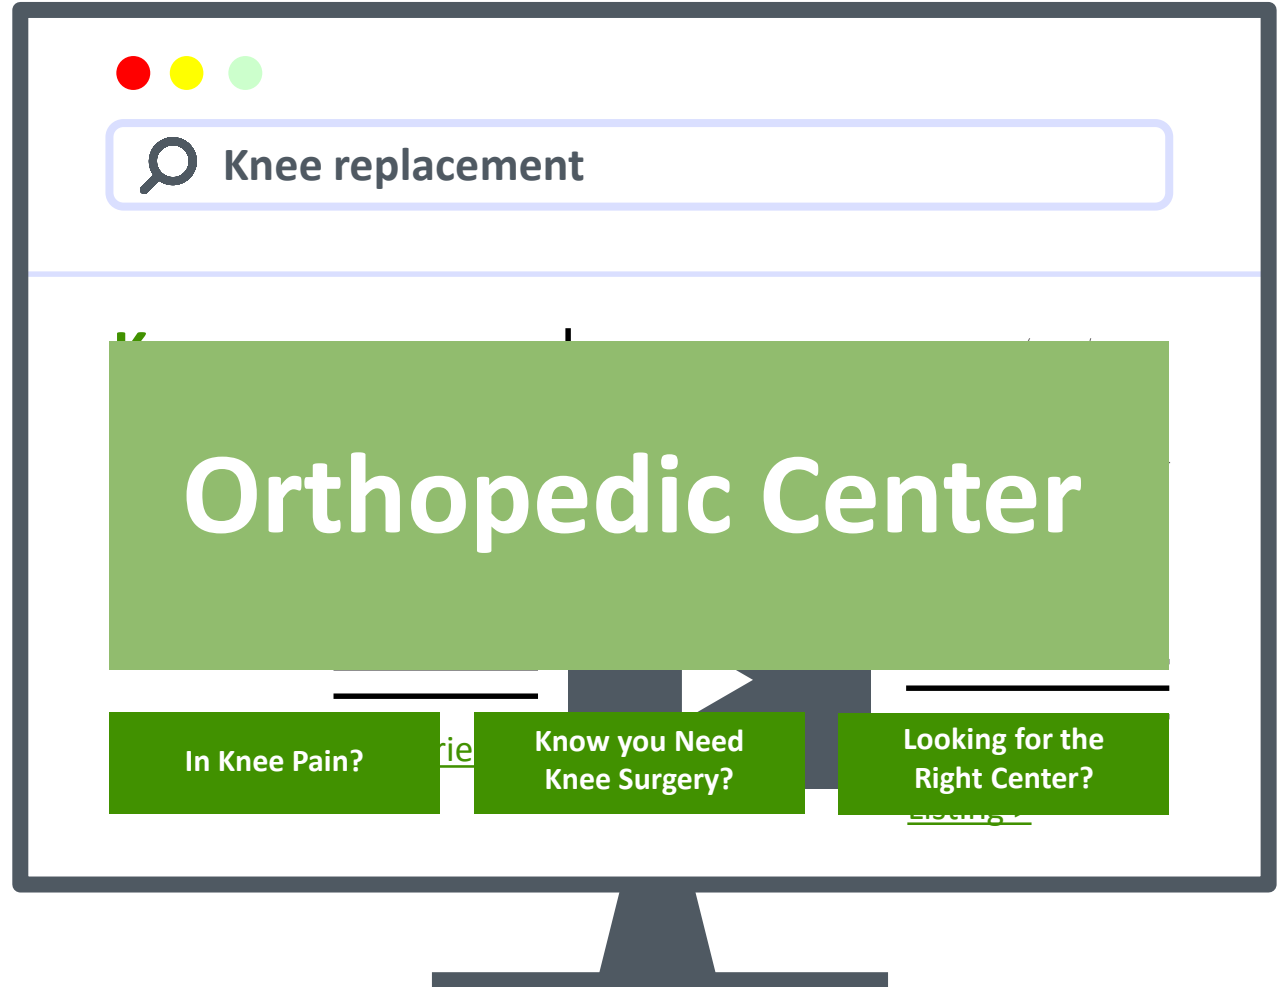 Knee replacement
Orthopedic Center
In Knee Pain?
Know you Need
Knee Surgery?
Looking for the
Right Center?